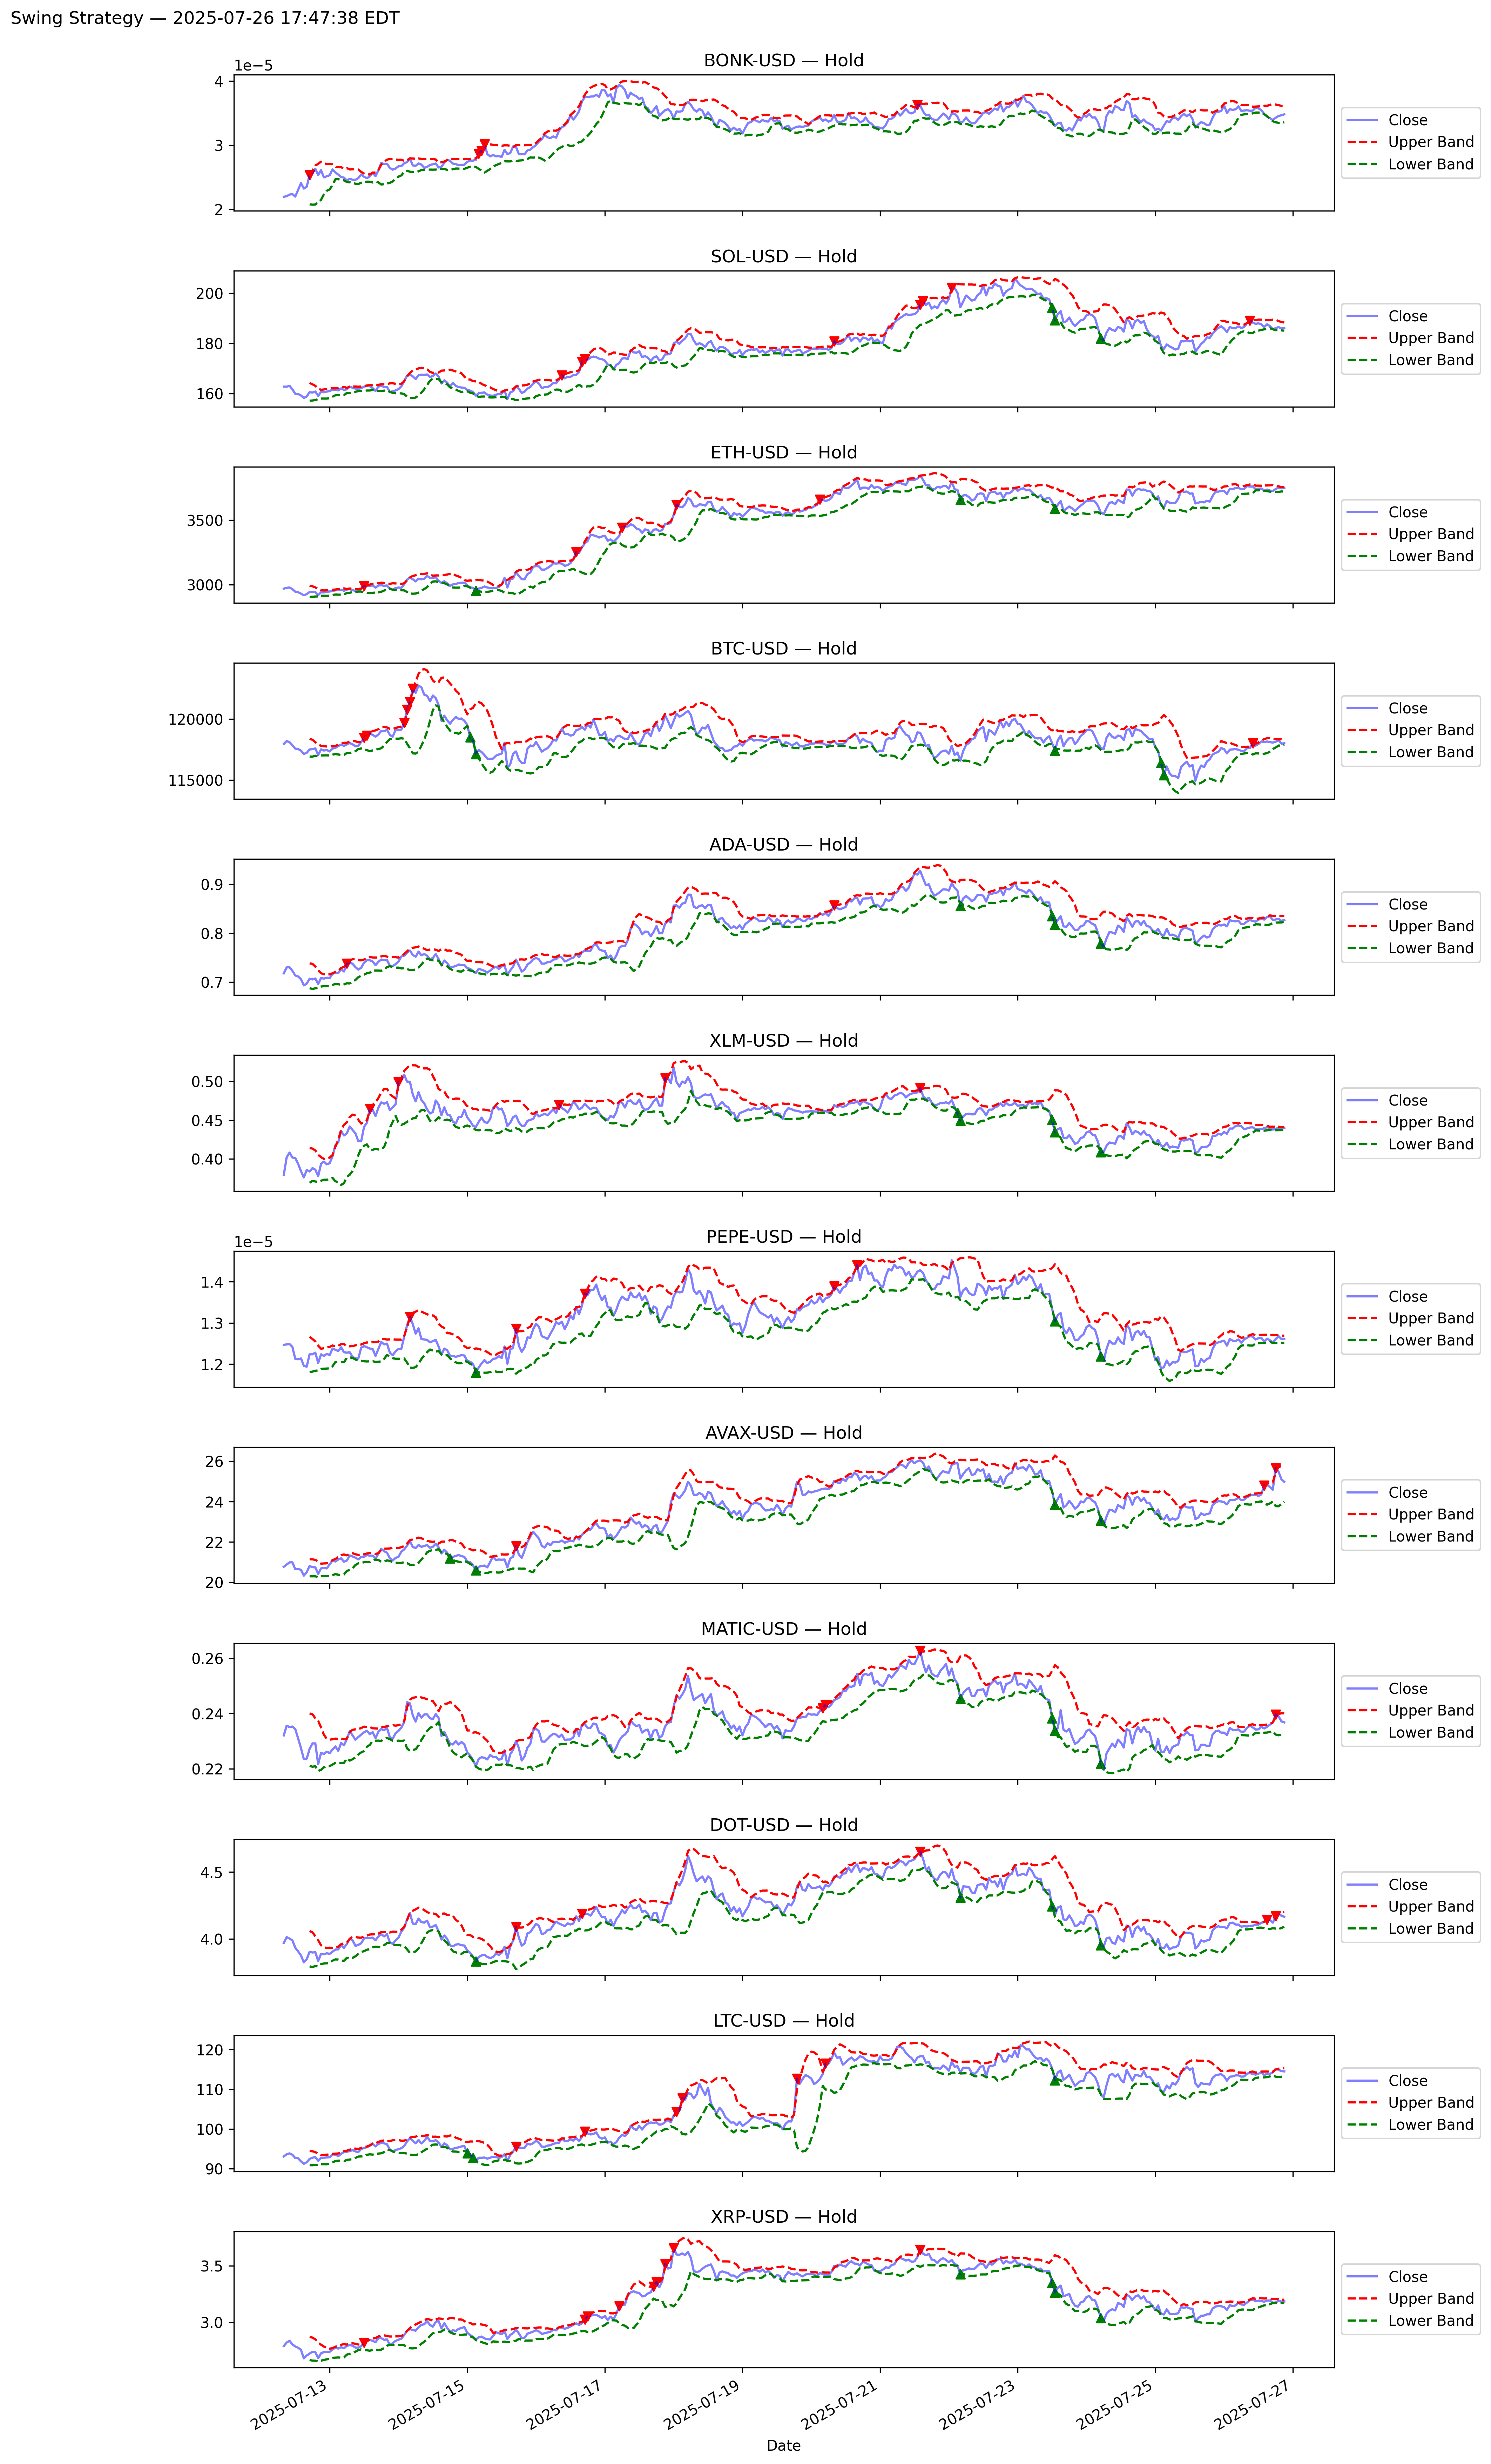 Swing Strategy — 2025-07-26 17:47:38 EDT
BONK-USD — Hold
1e−5
4
3
2
Close
Upper Band
Lower Band
SOL-USD — Hold
200
180
160
Close
Upper Band
Lower Band
ETH-USD — Hold
3500
3000
Close
Upper Band
Lower Band
BTC-USD — Hold
120000
115000
Close
Upper Band
Lower Band
ADA-USD — Hold
0.9
0.8
0.7
Close
Upper Band
Lower Band
XLM-USD — Hold
0.50
0.45
0.40
Close
Upper Band
Lower Band
PEPE-USD — Hold
1e−5
1.4
1.3
1.2
Close
Upper Band
Lower Band
AVAX-USD — Hold
26
24
22
20
Close
Upper Band
Lower Band
MATIC-USD — Hold
0.26
0.24
0.22
Close
Upper Band
Lower Band
DOT-USD — Hold
4.5
4.0
Close
Upper Band
Lower Band
LTC-USD — Hold
120
110
100
90
Close
Upper Band
Lower Band
XRP-USD — Hold
3.5
3.0
Close
Upper Band
Lower Band
2025-07-13
2025-07-15
2025-07-17
2025-07-19
2025-07-21
2025-07-23
2025-07-25
2025-07-27
Date